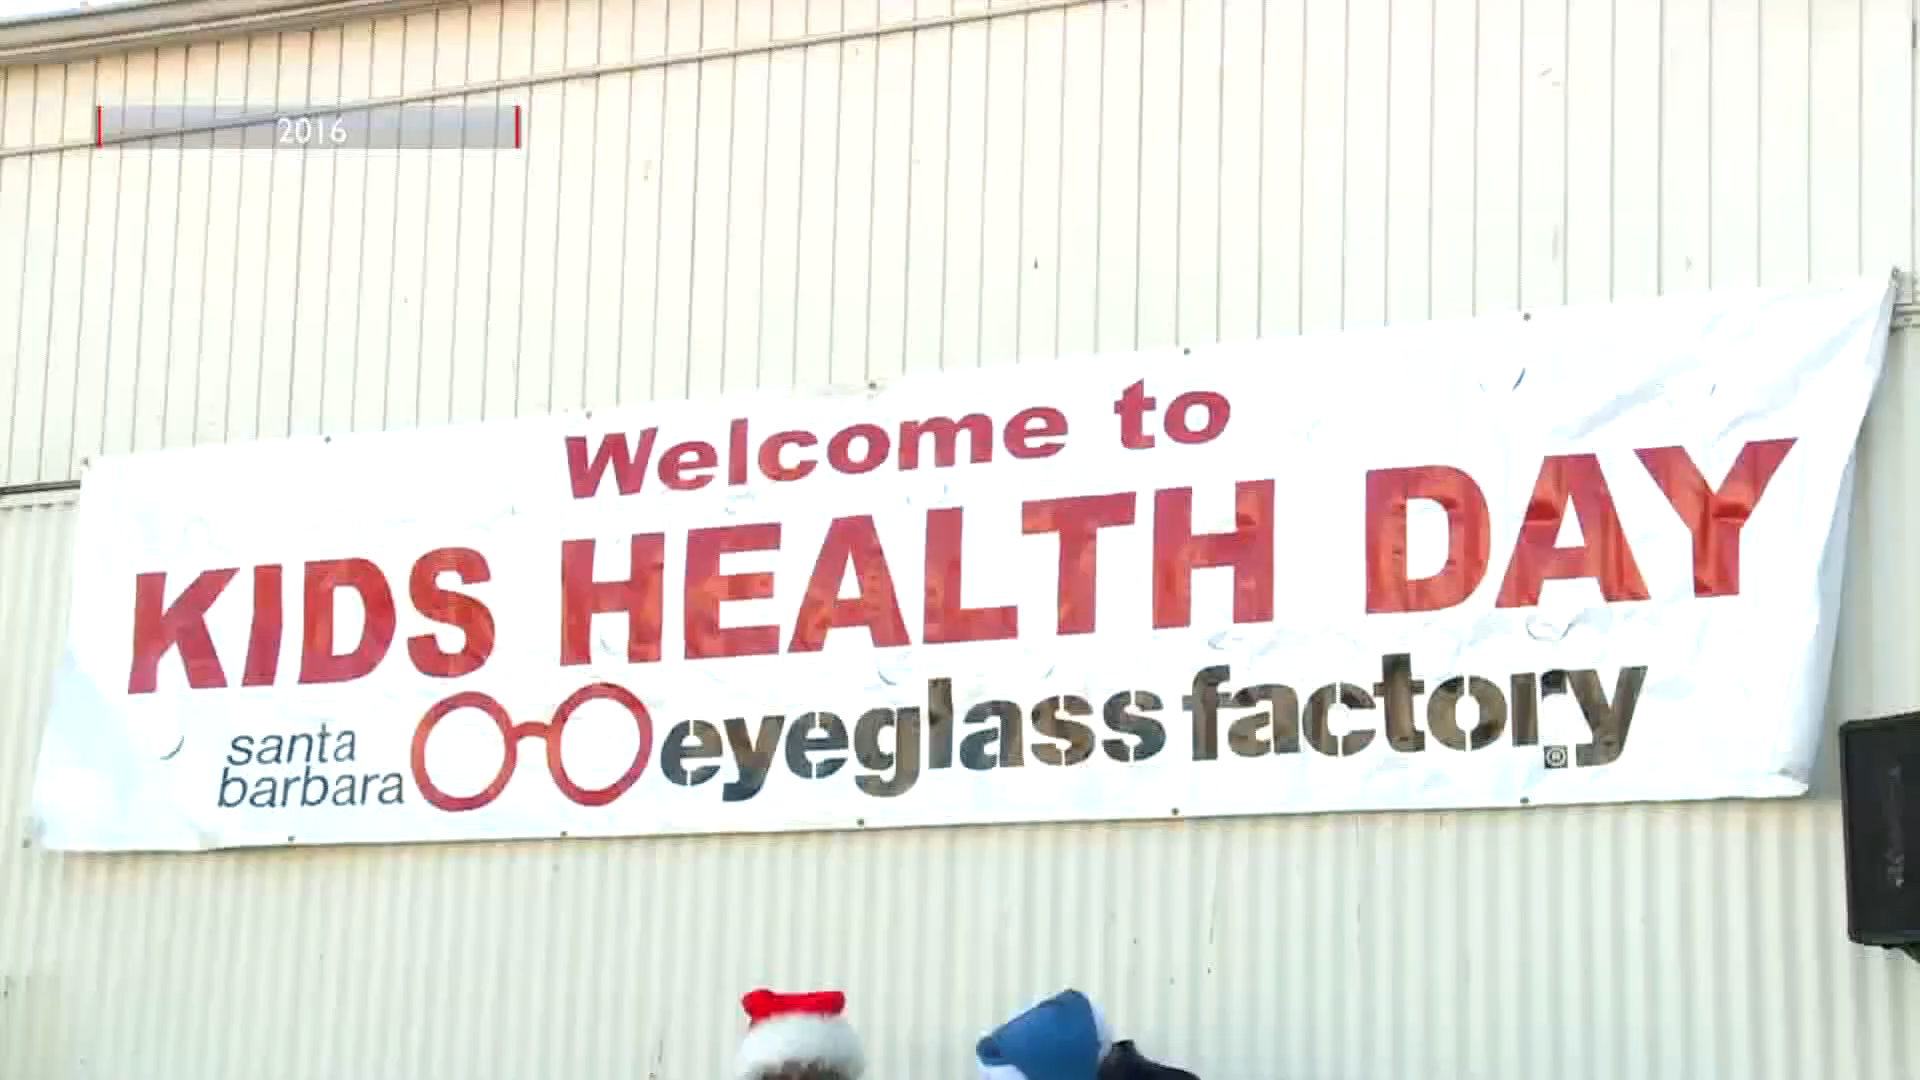 2016
Welcome to
KIDS HEALTH DAY
santa
barbara
eyeglass factory
®